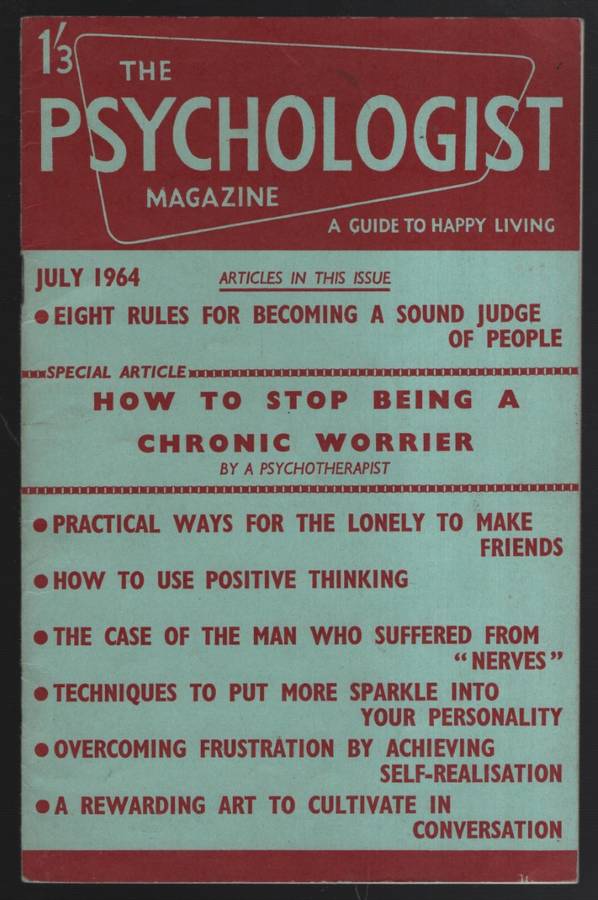 1'/3
THE
PSYCHOLOGIST
MAGAZINE
A GUIDE TO HAPPY LIVING
JULY 1964
ARTICLES IN THIS ISSUE
● EIGHT RULES FOR BECOMING A SOUND JUDGE
OF PEOPLE
SPECIAL ARTICLE
HOW TO STOP BEING A
CHRONIC WORRIER
BY A PSYCHOTHERAPIST
● PRACTICAL WAYS FOR THE LONELY TO MAKE
FRIENDS
● HOW TO USE POSITIVE THINKING
● THE CASE OF THE MAN WHO SUFFERED FROM
“NERVES”
● TECHNIQUES TO PUT MORE SPARKLE INTO
YOUR PERSONALITY
● OVERCOMING FRUSTRATION BY ACHIEVING
SELF-REALISATION
● A REWARDING ART TO CULTIVATE IN
CONVERSATION